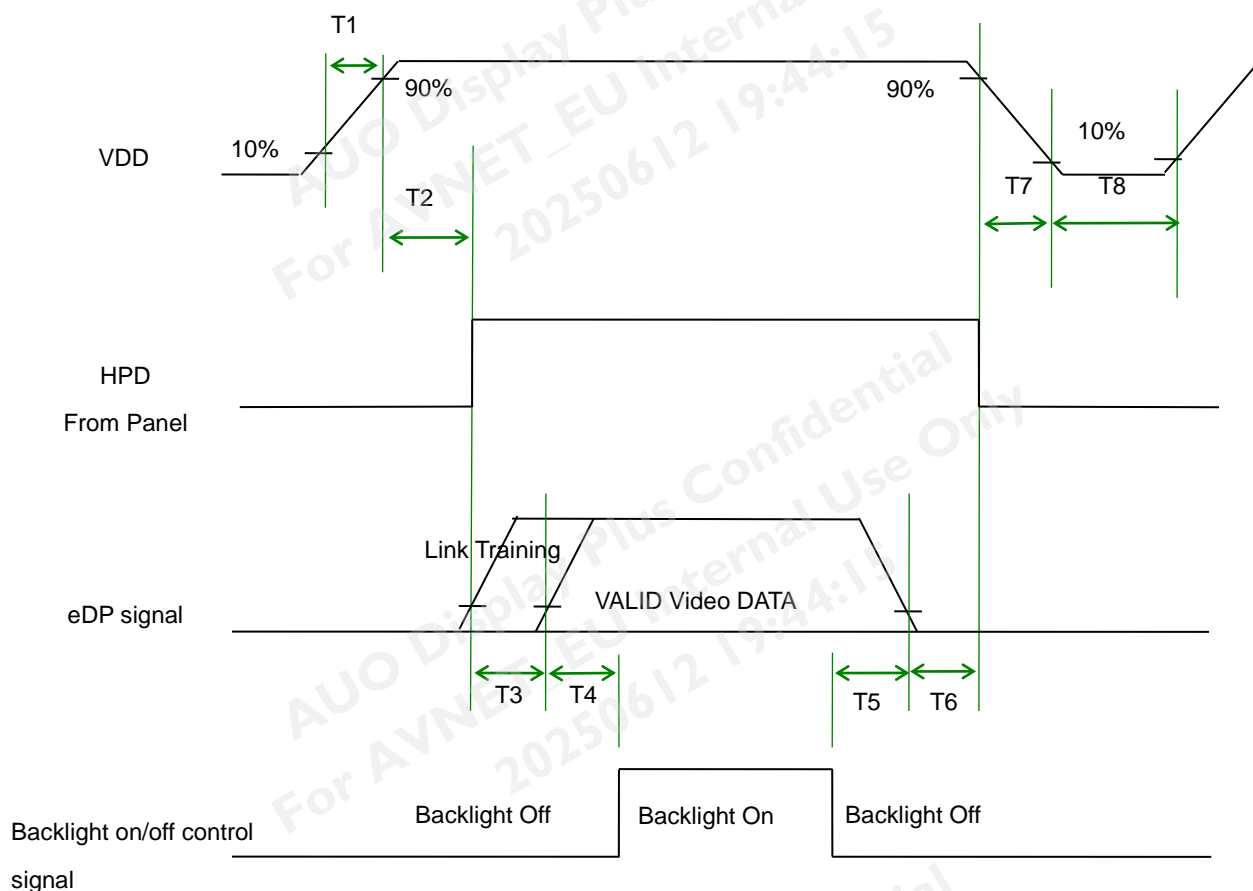 AUO Display Plus
For AVNET_EU Internal
20250612 19:44:15
T1
90%
90%
10%
10%
VDD
T2
T7
T8
HPD
From Panel
AUO Display Plus Confidential
For AVNET_EU Internal Use Only
20250612 19:44:15
Link Training
VALID Video DATA
eDP signal
T3
T4
T5
T6
Backlight Off
Backlight On
Backlight Off
Backlight on/off control
signal